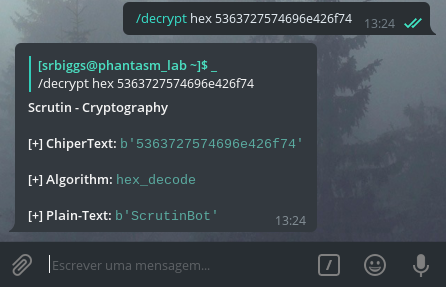 /decrypt hex 5363727574696e426f74 13:24
[srbiggs@phantasm_lab ~]$ _
/decrypt hex 5363727574696e426f74
Scrutin - Cryptography
[+] ChiperText: b'5363727574696e426f74'
[+] Algorithm: hex_decode
[+] Plain-Text: b'ScrutinBot'
13:24
Escrever uma mensagem...